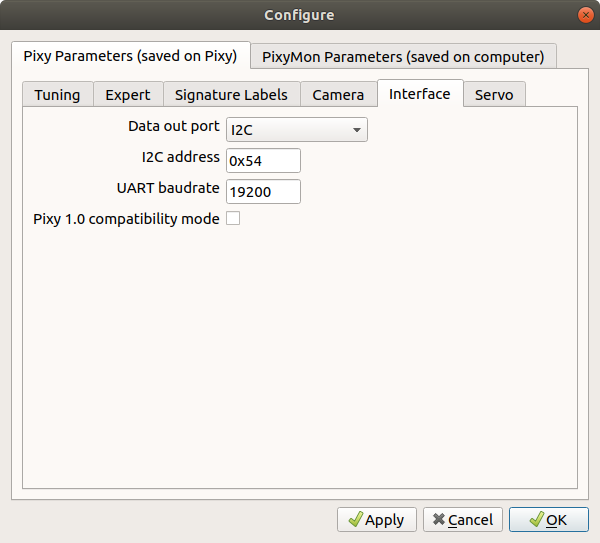 Configure
Pixy Parameters (saved on Pixy) PixyMon Parameters (saved on computer)
Tuning Expert Signature Labels Camera Interface Servo
Data out port I2C
I2C address 0x54
UART baudrate 19200
Pixy 1.0 compatibility mode
Apply Cancel OK